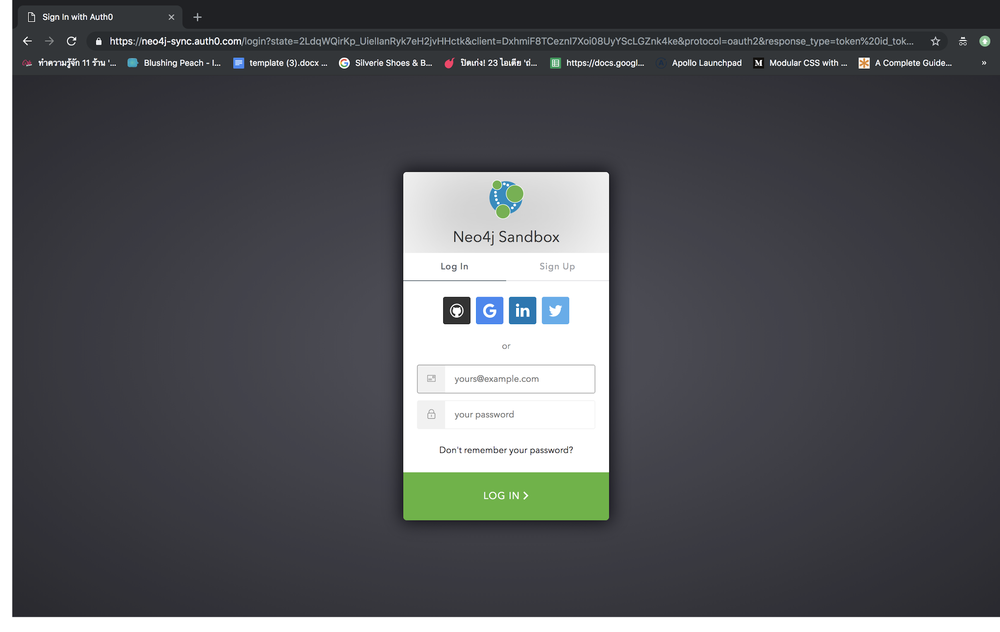 Sign In with Auth0
https://neo4j-sync.auth0.com/login?state=2LdqWQirKp_UielIanRyk7eH2jvHHctk&client=DxhmiF8TCeznI7Xoi08UyYScLGZnk4ke&protocol=oauth2&response_type=token%20id_tok...
ทำความรู้จัก 11 ร้าน '... Blushing Peach - I... template (3).docx ... Silverie Shoes & B... ปิดเก่ง! 23 ไอเดีย 'ถ่... https://docs.googl... Apollo Launchpad M Modular CSS with ... A Complete Guide... »
Neo4j Sandbox
Log In Sign Up
or
yours@example.com
your password
Don't remember your password?
LOG IN